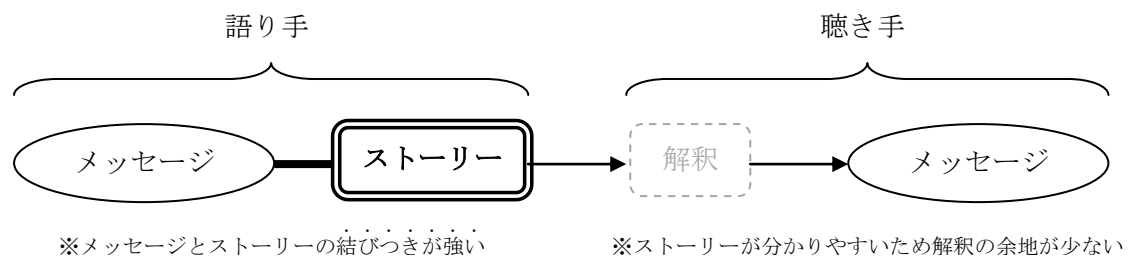 語り手 聴き手
メッセージ ストーリー 解釈 メッセージ
※メッセージとストーリーの結びつきが強い ※ストーリーが分かりやすいため解釈の余地が少ない